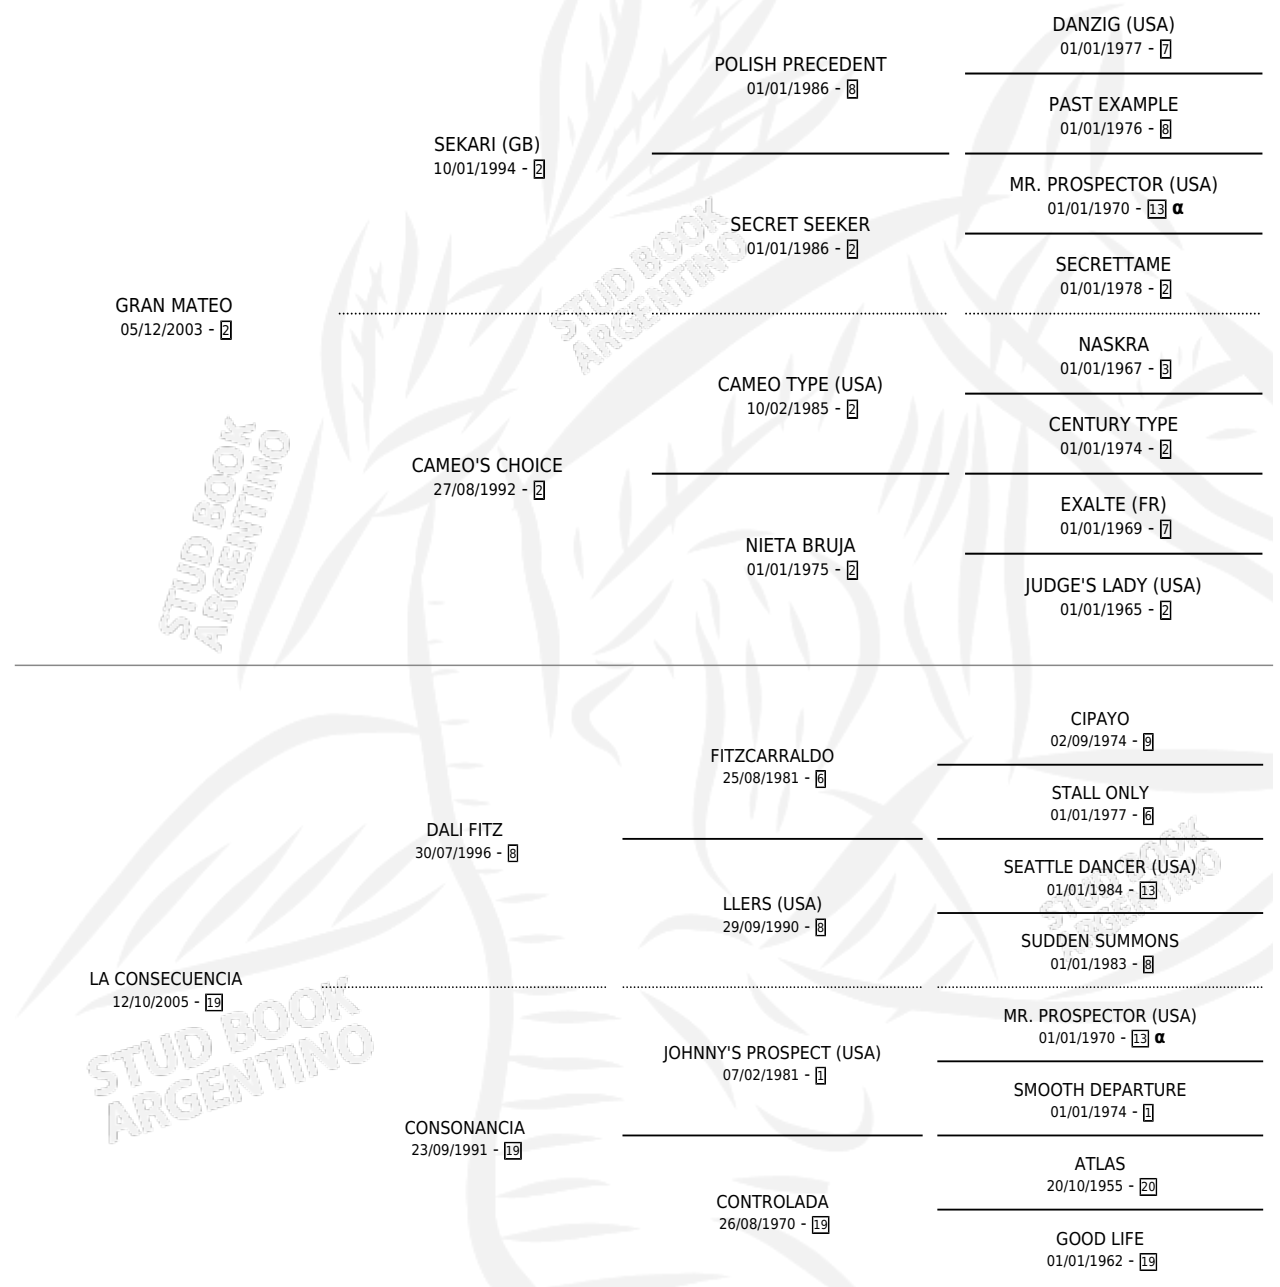 DANZIG (USA)
01/01/1977 - 7
POLISH PRECEDENT
01/01/1986 - 8
PAST EXAMPLE
01/01/1976 - 8
SEKARI (GB)
10/01/1994 - 2
MR. PROSPECTOR (USA)
01/01/1970 - 13 α
SECRET SEEKER
01/01/1986 - 2
SECRETTAME
01/01/1978 - 2
GRAN MATEO
05/12/2003 - 2
NASKRA
01/01/1967 - 3
CAMEO TYPE (USA)
10/02/1985 - 2
CENTURY TYPE
01/01/1974 - 2
CAMEO'S CHOICE
27/08/1992 - 2
EXALTE (FR)
01/01/1969 - 7
NIETA BRUJA
01/01/1975 - 2
JUDGE'S LADY (USA)
01/01/1965 - 2
CIPAYO
02/09/1974 - 9
FITZCARRALDO
25/08/1981 - 6
STALL ONLY
01/01/1977 - 6
DALI FITZ
30/07/1996 - 8
SEATTLE DANCER (USA)
01/01/1984 - 13
LLERS (USA)
29/09/1990 - 8
SUDDEN SUMMONS
01/01/1983 - 8
LA CONSECUENCIA
12/10/2005 - 19
MR. PROSPECTOR (USA)
01/01/1970 - 13 α
JOHNNY'S PROSPECT (USA)
07/02/1981 - 1
SMOOTH DEPARTURE
01/01/1974 - 1
CONSONANCIA
23/09/1991 - 19
ATLAS
20/10/1955 - 20
CONTROLADA
26/08/1970 - 19
GOOD LIFE
01/01/1962 - 19
STUD BOOK
ARGENTINO
STUD BOOK
ARGENTINO
STUD BOOK
ARGENTINO
STUD BOOK
ARGENTINO